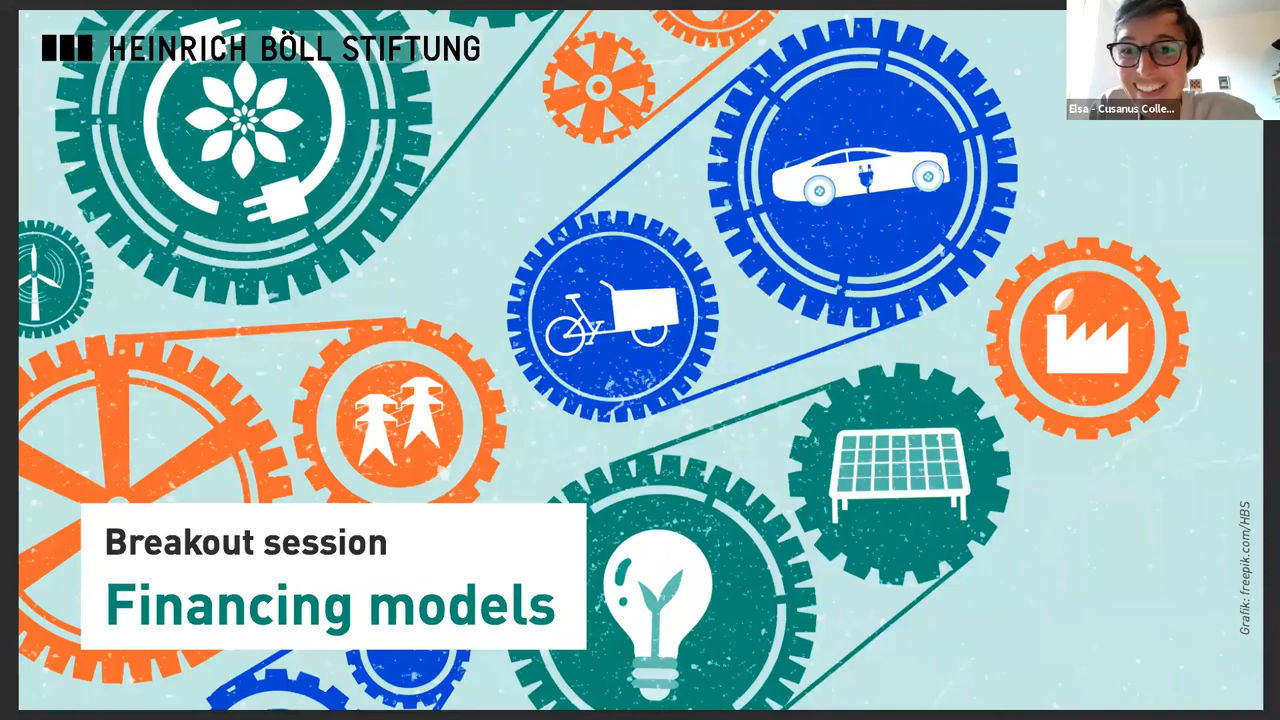 HEINRICH BÖLL STIFTUNG
Elsa - Cusanus Colle...
Breakout session
Financing models
Grafik: freepik.com/HBS